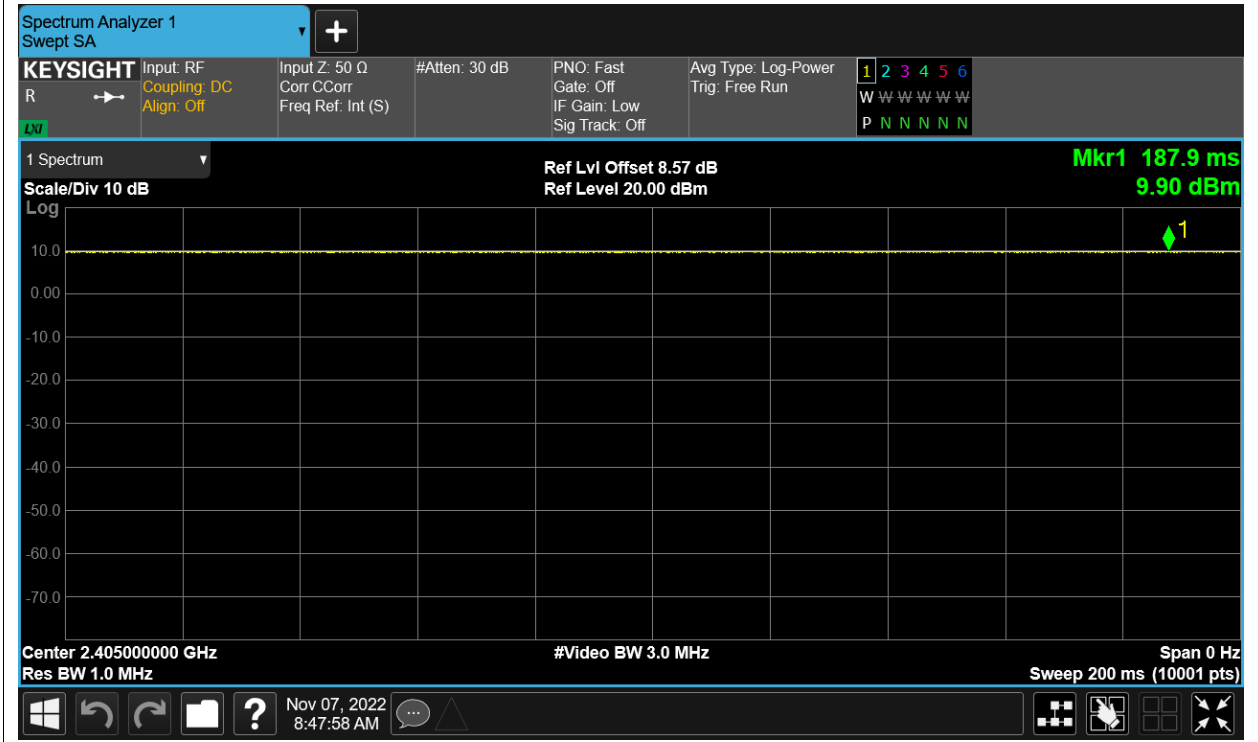 Spectrum Analyzer 1
Swept SA
+
KEYSIGHT
R
LXI
Input: RF
Coupling: DC
Align: Off
Input Z: 50 Ω
Corr CCorr
Freq Ref: Int (S)
#Atten: 30 dB
PNO: Fast
Gate: Off
IF Gain: Low
Sig Track: Off
Avg Type: Log-Power
Trig: Free Run
1 2 3 4 5 6
W W W W W W
P N N N N N
1 Spectrum
Scale/Div 10 dB
Log
Ref Lvl Offset 8.57 dB
Ref Level 20.00 dBm
Mkr1 187.9 ms
9.90 dBm
1
10.0
0.00
-10.0
-20.0
-30.0
-40.0
-50.0
-60.0
-70.0
Center 2.405000000 GHz
Res BW 1.0 MHz
#Video BW 3.0 MHz
Span 0 Hz
Sweep 200 ms (10001 pts)
?
Nov 07, 2022
8:47:58 AM